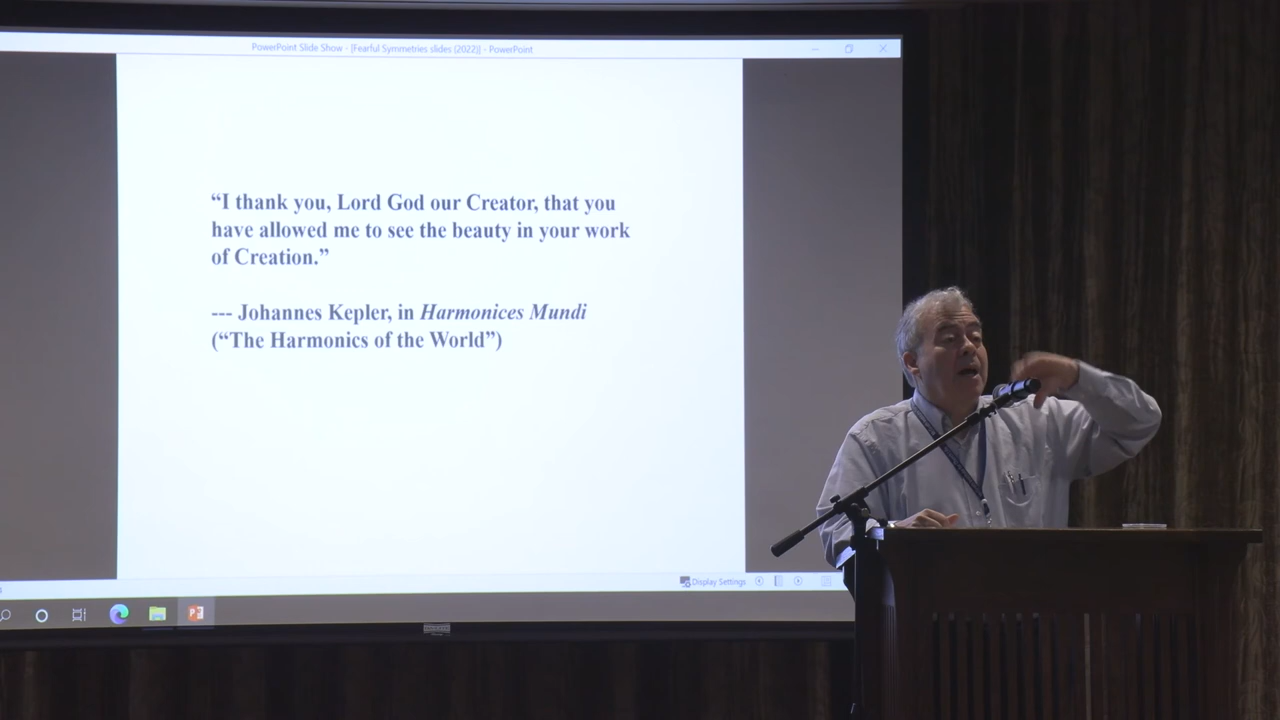 PowerPoint Slide Show - [Fearful Symmetries slides (2022)] - PowerPoint
“I thank you, Lord God our Creator, that you
have allowed me to see the beauty in your work
of Creation.”
--- Johannes Kepler, in Harmonices Mundi
(“The Harmonics of the World”)
Display Settings